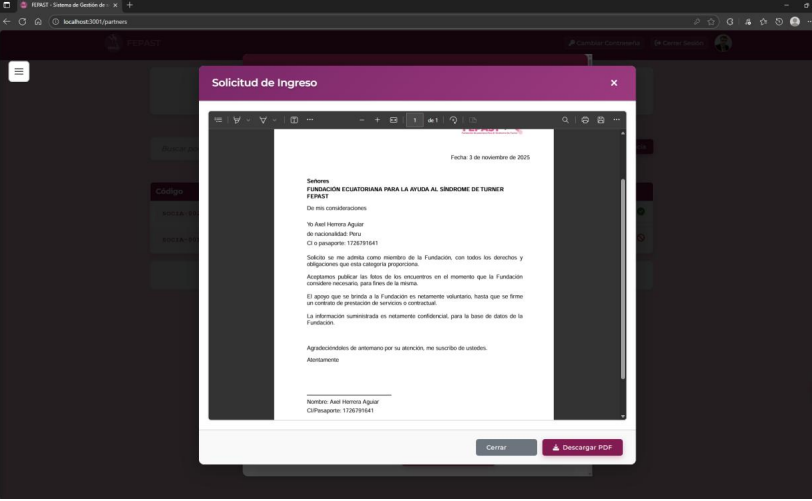 FEPAST - Sistema de Gestión de
localhost:3001/partners
FEPAST
Cambiar Contraseña
Cerrar Sesión
Solicitud de Ingreso
1 de 1
FEPAST
Fecha: 3 de noviembre de 2025
Señores
FUNDACIÓN ECUATORIANA PARA LA AYUDA AL SÍNDROME DE TURNER
FEPAST
De mis consideraciones
Yo Axel Herrera Aguiar
de nacionalidad: Peru
CI o pasaporte: 1726791641
Solicito se me admita como miembro de la Fundación, con todos los derechos y
obligaciones que esta categoría proporciona.
Aceptamos publicar las fotos de los encuentros en el momento que la Fundación
considere necesario, para fines de la misma.
El apoyo que se brinda a la Fundación es netamente voluntario, hasta que se firme
un contrato de prestación de servicios o contractual.
La información suministrada es netamente confidencial, para la base de datos de la
Fundación.
Agradeciéndoles de antemano por su atención, me suscribo de ustedes.
Atentamente
Nombre: Axel Herrera Aguiar
CI/Pasaporte: 1726791641
Código
Buscar
Cerrar
Descargar PDF